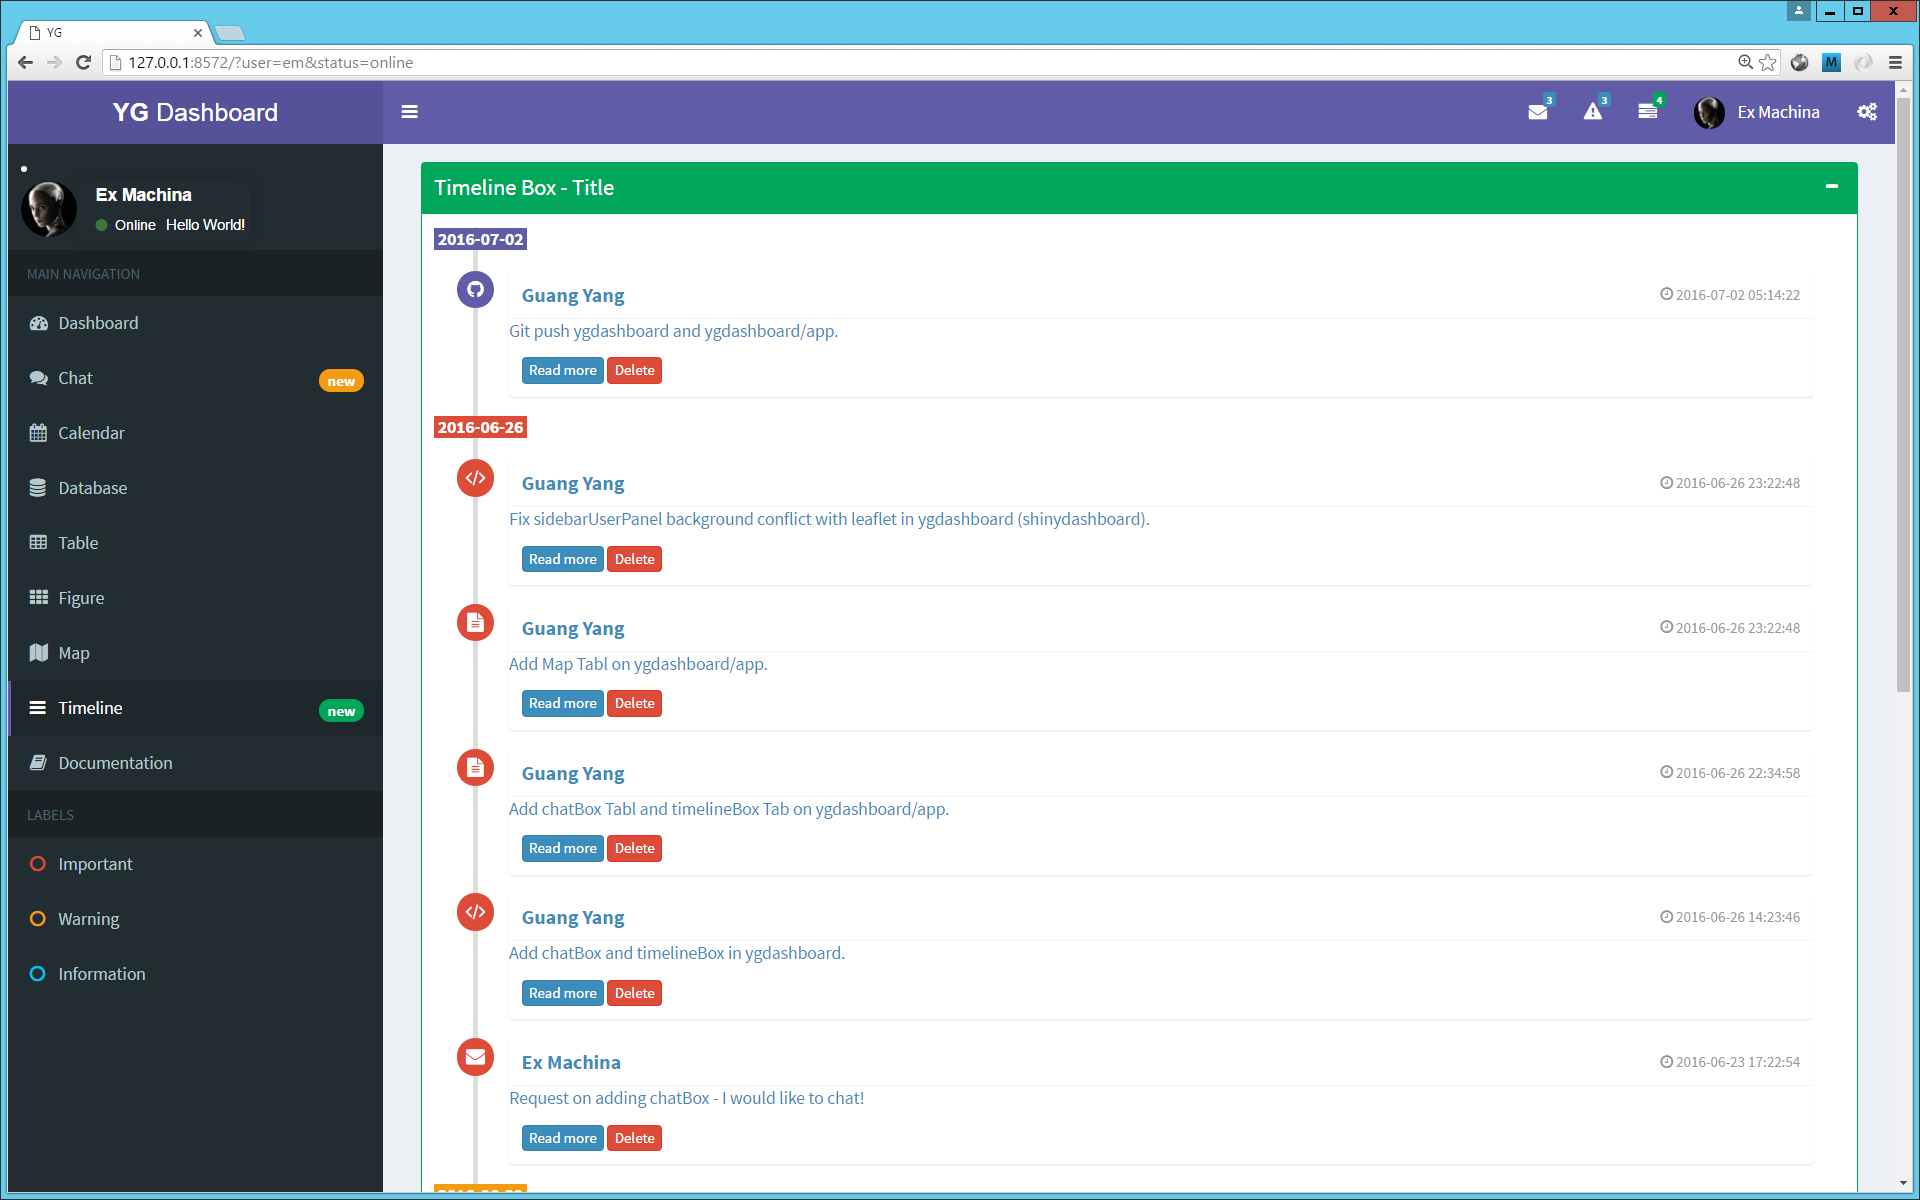 YG
127.0.0.1:8572/?user=em&status=online
M
YG Dashboard
3
3
4
Ex Machina
Ex Machina
Online Hello World!
MAIN NAVIGATION
Dashboard
Chat new
Calendar
Database
Table
Figure
Map
Timeline new
Documentation
LABELS
Important
Warning
Information
Timeline Box - Title
2016-07-02
Guang Yang 2016-07-02 05:14:22
Git push ygdashboard and ygdashboard/app.
Read more Delete
2016-06-26
Guang Yang 2016-06-26 23:22:48
Fix sidebarUserPanel background conflict with leaflet in ygdashboard (shinydashboard).
Read more Delete
Guang Yang 2016-06-26 23:22:48
Add Map Tabl on ygdashboard/app.
Read more Delete
Guang Yang 2016-06-26 22:34:58
Add chatBox Tabl and timelineBox Tab on ygdashboard/app.
Read more Delete
Guang Yang 2016-06-26 14:23:46
Add chatBox and timelineBox in ygdashboard.
Read more Delete
Ex Machina 2016-06-23 17:22:54
Request on adding chatBox - I would like to chat!
Read more Delete